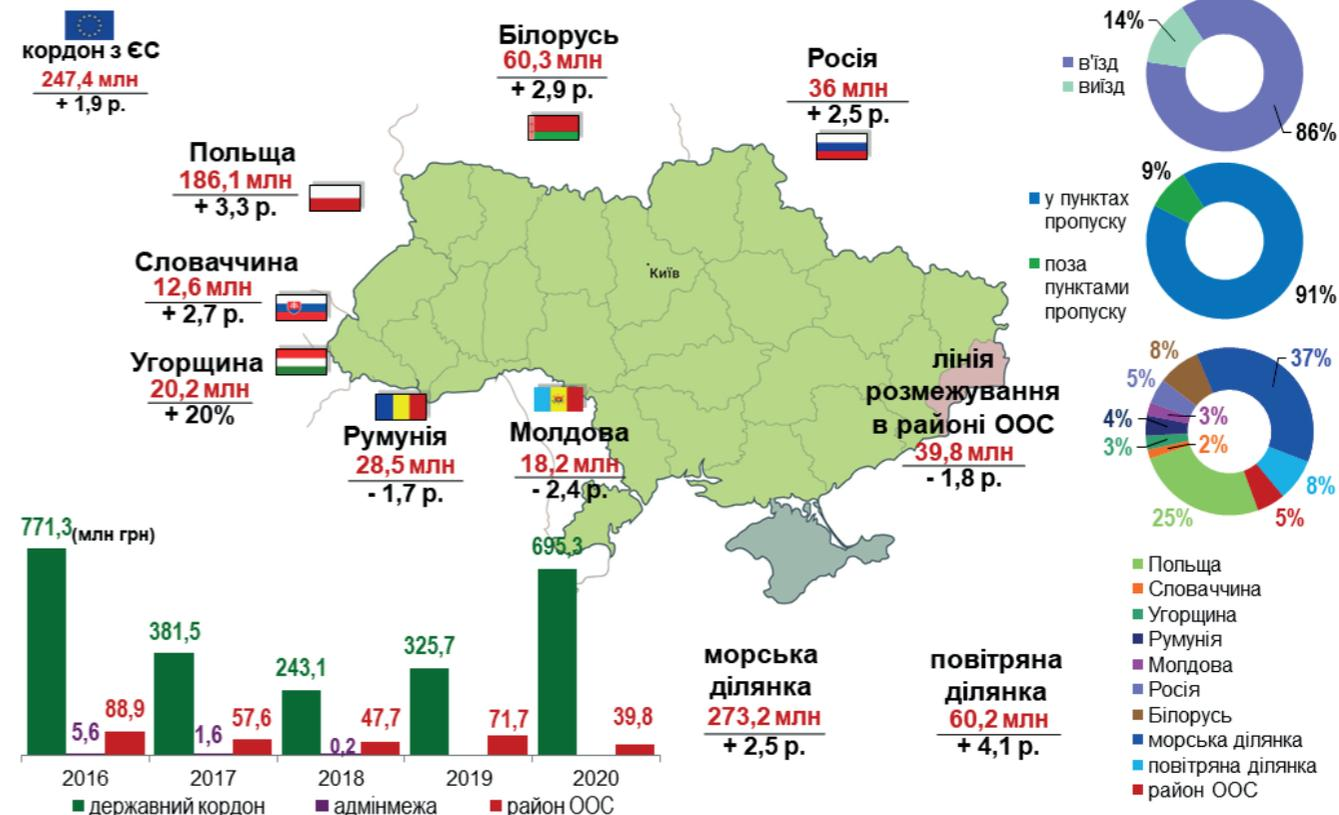 кордон з ЄС
247,4 млн
+ 1,9 р.
Білорусь
60,3 млн
+ 2,9 р.
Росія
36 млн
+ 2,5 р.
Польща
186,1 млн
+ 3,3 р.
Словаччина
12,6 млн
+ 2,7 р.
Угорщина
20,2 млн
+ 20%
Румунія
28,5 млн
- 1,7 р.
Молдова
18,2 млн
- 2,4 р.
Київ
лінія
розмежування
в районі ООС
39,8 млн
- 1,8 р.
морська
ділянка
273,2 млн
+ 2,5 р.
повітряна
ділянка
60,2 млн
+ 4,1 р.
771,3 (млн грн)
5,6
88,9
381,5
1,6
57,6
243,1
0,2
47,7
325,7
71,7
695,3
39,8
2016 2017 2018 2019 2020
державний кордон адмінмежа район ООС
14%
в'їзд
виїзд
86%
9%
у пунктах
пропуску
поза
пунктами
пропуску
91%
8%
37%
5%
4%
3%
3%
2%
8%
25%
5%
Польща
Словаччина
Угорщина
Румунія
Молдова
Росія
Білорусь
морська ділянка
повітряна ділянка
район ООС